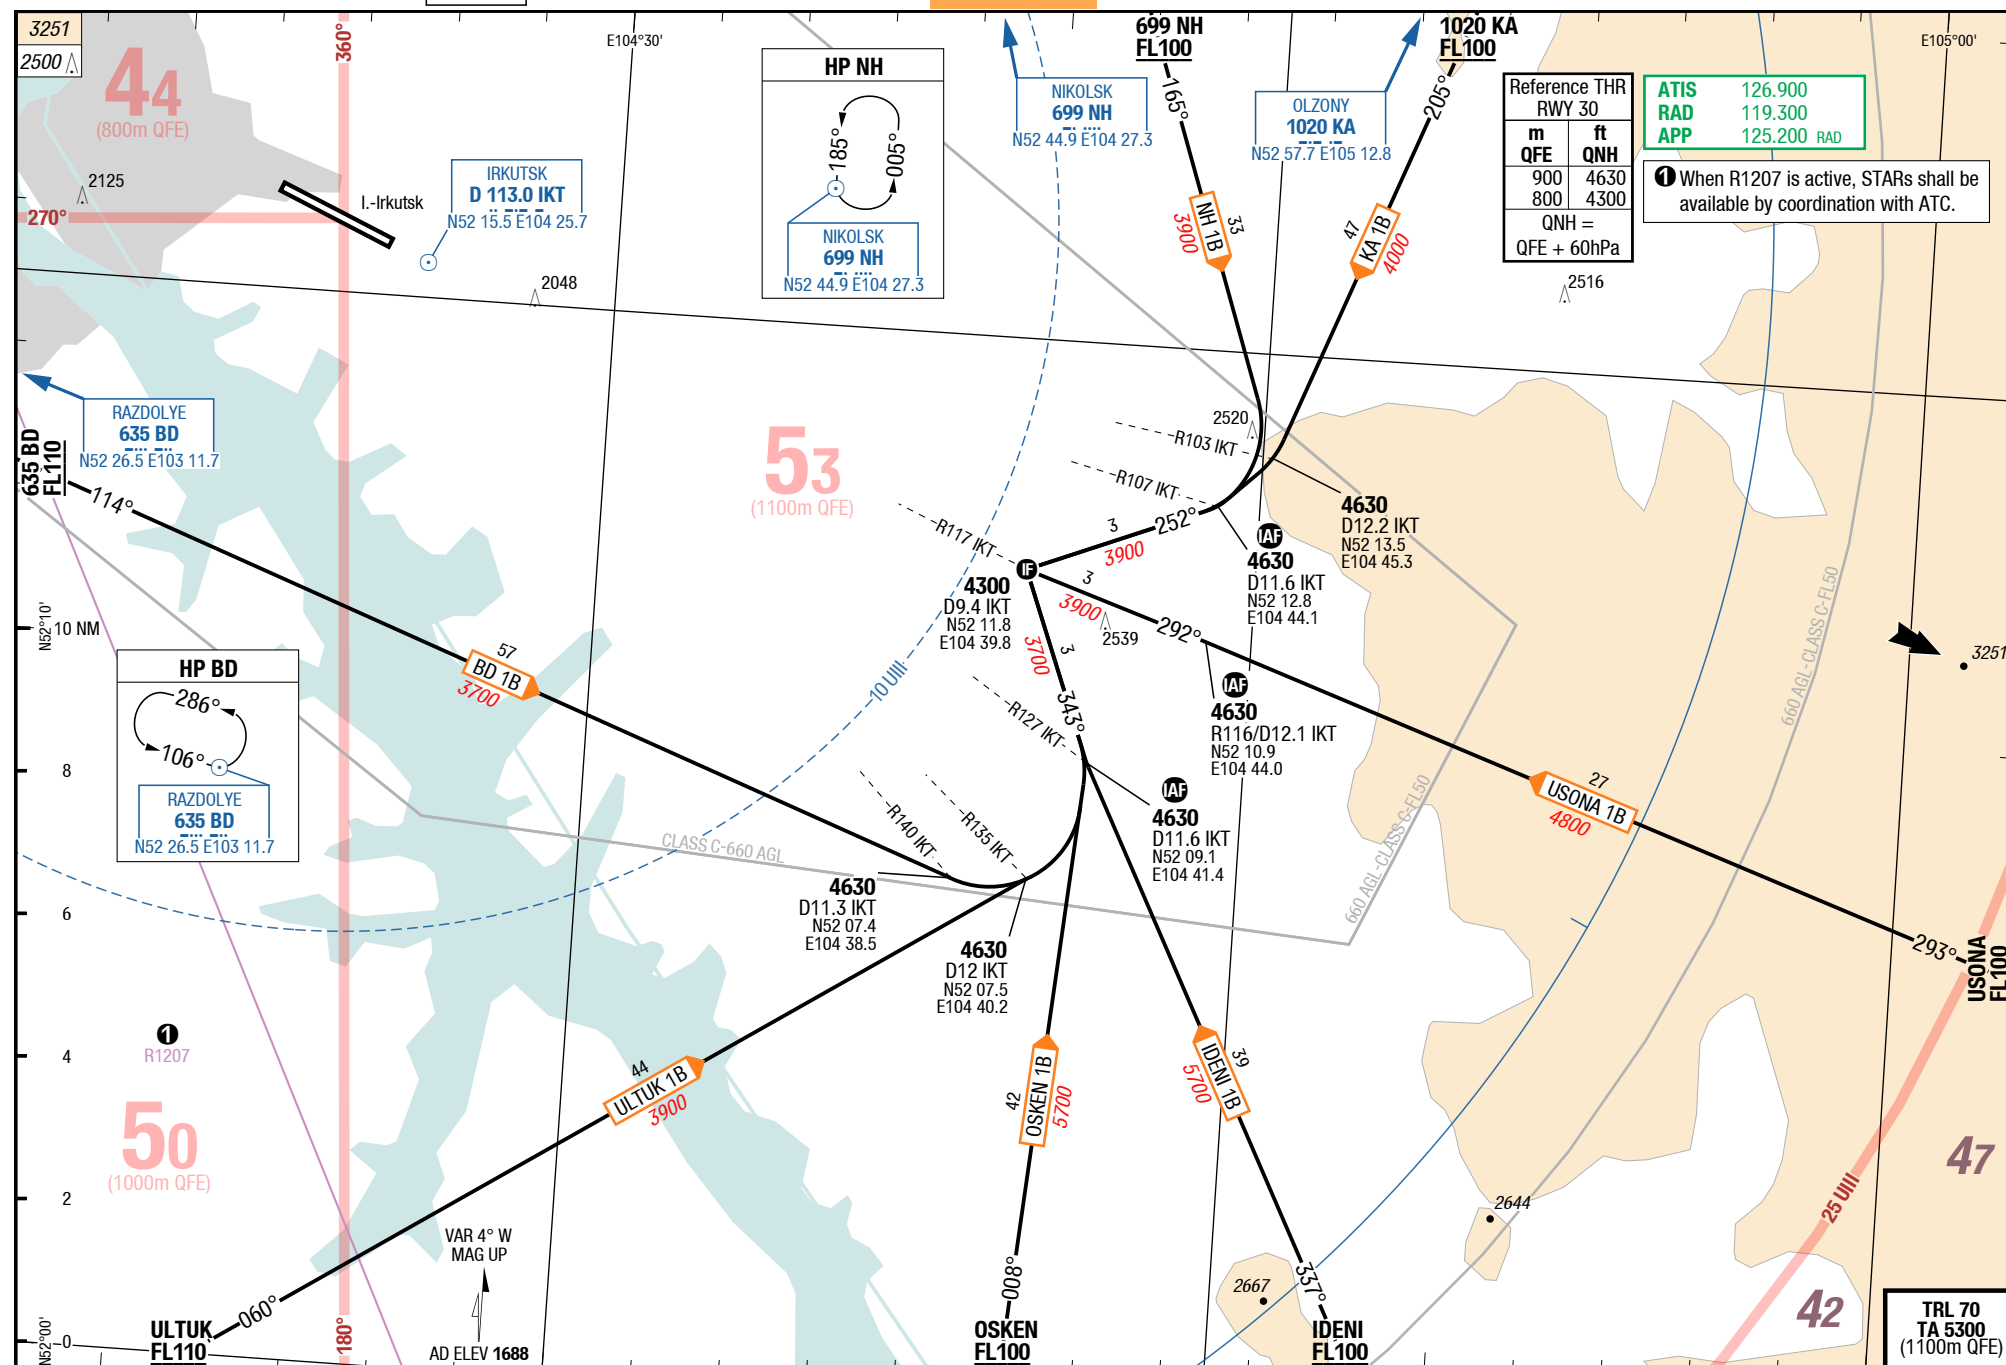 3251
2500
44
(800m QFE)
360°
E104°30'
HP NH
185°
005°
NIKOLSK
699 NH
N52 44.9 E104 27.3
NIKOLSK
699 NH
N52 44.9 E104 27.3
699 NH
FL100
165°
OLZONY
1020 KA
N52 57.7 E105 12.8
1020 KA
FL100
205°
Reference THR
RWY 30
m ft
QFE QNH
900 4630
800 4300
QNH =
QFE + 60hPa
ATIS 126.900
RAD 119.300
APP 125.200 RAD
1 When R1207 is active, STARs shall be
available by coordination with ATC.
E105°00'
2125
270°
I.-Irkutsk
IRKUTSK
D 113.0 IKT
N52 15.5 E104 25.7
2048
33
NH 1B
3900
47
KA 1B
4000
2516
RAZDOLYE
635 BD
N52 26.5 E103 11.7
635 BD
FL110
114°
53
(1100m QFE)
2520
R103 IKT
R107 IKT
R117 IKT
3
252°
3900
4630
D12.2 IKT
N52 13.5
E104 45.3
IAF
4630
D11.6 IKT
N52 12.8
E104 44.1
IF
4300
D9.4 IKT
N52 11.8
E104 39.8
3
3900
2539
292°
3
3700
343°
IAF
4630
R116/D12.1 IKT
N52 10.9
E104 44.0
N52°10'
10 NM
57
BD 1B
3700
10 UIII
R127 IKT
660 AGL-CLASS C-FL50
3251
HP BD
286°
106°
RAZDOLYE
635 BD
N52 26.5 E103 11.7
8
CLASS C-660 AGL
R140 IKT
R135 IKT
IAF
4630
D11.6 IKT
N52 09.1
E104 41.4
660 AGL-CLASS C-FL50
27
USONA 1B
4800
293°
USONA
FL100
6
4630
D11.3 IKT
N52 07.4
E104 38.5
4630
D12 IKT
N52 07.5
E104 40.2
1
R1207
4
44
ULTUK 1B
3900
42
OSKEN 1B
5700
39
IDENI 1B
5700
50
(1000m QFE)
2
47
25 UIII
2644
VAR 4° W
MAG UP
2667
42
060°
008°
337°
180°
N52°00'
0
ULTUK
FL110
AD ELEV 1688
OSKEN
FL100
IDENI
FL100
TRL 70
TA 5300
(1100m QFE)